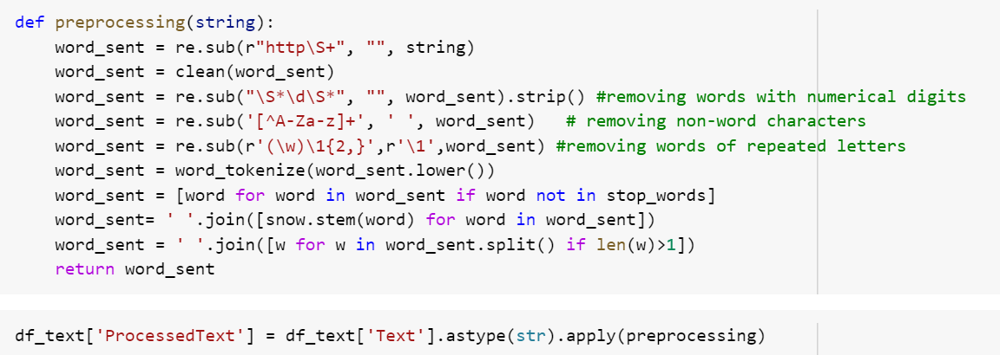 def preprocessing(string):
    word_sent = re.sub(r"http\S+", "", string)
    word_sent = clean(word_sent)
    word_sent = re.sub("\S*\d\S*", "", word_sent).strip() #removing words with numerical digits
    word_sent = re.sub('[^A-Za-z]+', ' ', word_sent)   # removing non-word characters
    word_sent = re.sub(r'(\w)\1{2,}',r'\1',word_sent) #removing words of repeated letters
    word_sent = word_tokenize(word_sent.lower())
    word_sent = [word for word in word_sent if word not in stop_words]
    word_sent= ' '.join([snow.stem(word) for word in word_sent])
    word_sent = ' '.join([w for w in word_sent.split() if len(w)>1])
    return word_sent
df_text['ProcessedText'] = df_text['Text'].astype(str).apply(preprocessing)